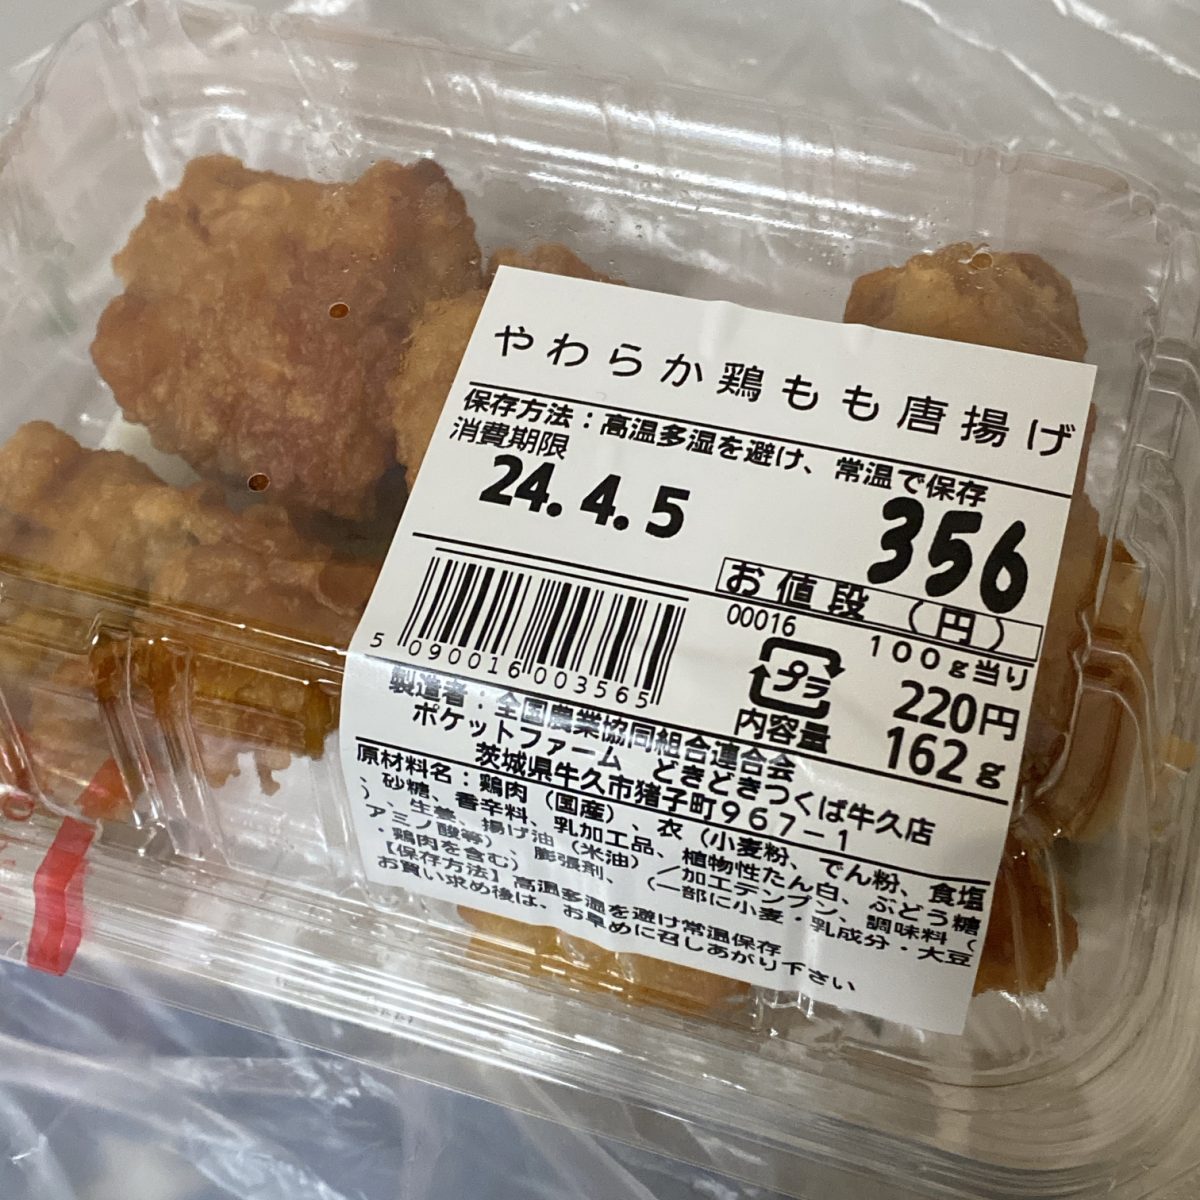 やわらか鶏もも唐揚げ
保存方法：高温多湿を避け、常温で保存
消費期限
24.4.5
356
お値段（円）
00016
100g当り
プラ
220円
内容量 162g
5 090016 003565
製造者：全国農業協同組合連合会
ポケットファーム どきどきつくば牛久店
茨城県牛久市猪子町967-1
原材料名：鶏肉（国産）、衣（小麦粉、でん粉、食塩
、砂糖、香辛料、乳加工品、植物性たん白、ぶどう糖
）、生姜、揚げ油（米油）／加工デンプン、調味料（
アミノ酸等）、膨張剤、（一部に小麦・乳成分・大豆
・鶏肉を含む）
【保存方法】高温多湿を避け常温保存
お買い求め後は、お早めに召しあがり下さい